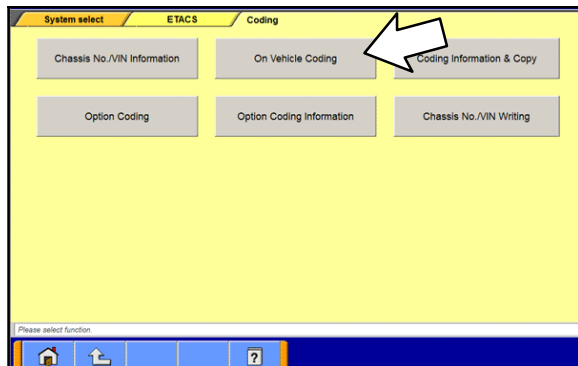 System select ETACS Coding
Chassis No./VIN Information On Vehicle Coding Coding Information & Copy
Option Coding Option Coding Information Chassis No./VIN Writing
Please select function.
?